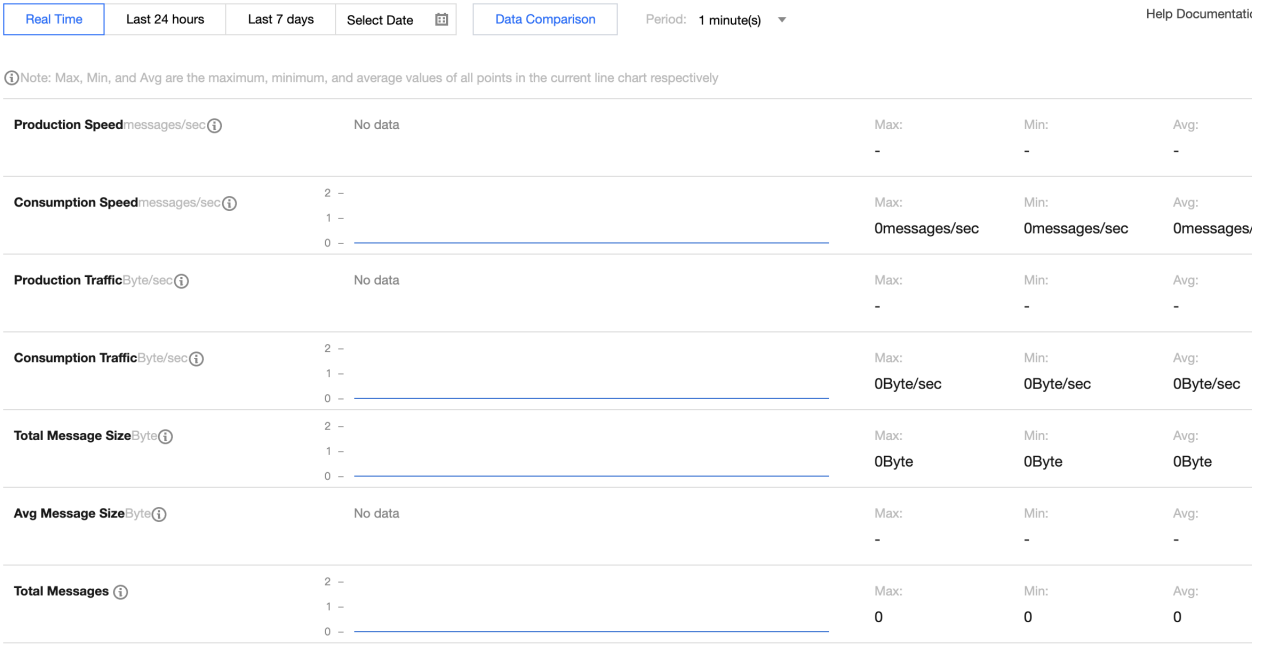 Real Time Last 24 hours Last 7 days Select Date Data Comparison Period: 1 minute(s) Help Documentatic
Note: Max, Min, and Avg are the maximum, minimum, and average values of all points in the current line chart respectively
Production Speedmessages/sec No data Max: Min: Avg:
- - -
Consumption Speedmessages/sec 2 1 0 Max: Min: Avg:
0messages/sec 0messages/sec 0messages/
Production TrafficByte/sec No data Max: Min: Avg:
- - -
Consumption TrafficByte/sec 2 1 0 Max: Min: Avg:
0Byte/sec 0Byte/sec 0Byte/sec
Total Message SizeByte 2 1 0 Max: Min: Avg:
0Byte 0Byte 0Byte
Avg Message SizeByte No data Max: Min: Avg:
- - -
Total Messages 2 1 0 Max: Min: Avg:
0 0 0